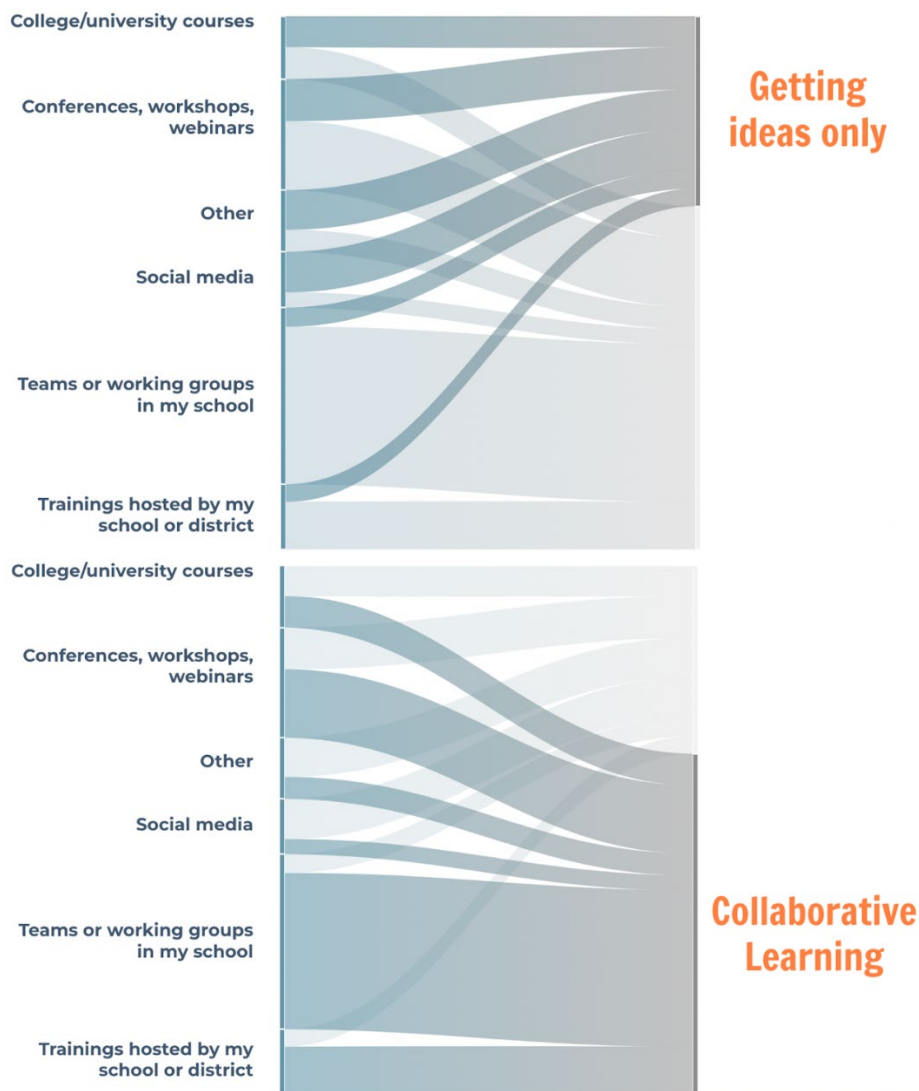 College/university courses
Conferences, workshops,
webinars
Other
Social media
Teams or working groups
in my school
Trainings hosted by my
school or district
Getting
ideas only
College/university courses
Conferences, workshops,
webinars
Other
Social media
Teams or working groups
in my school
Trainings hosted by my
school or district
Collaborative
Learning